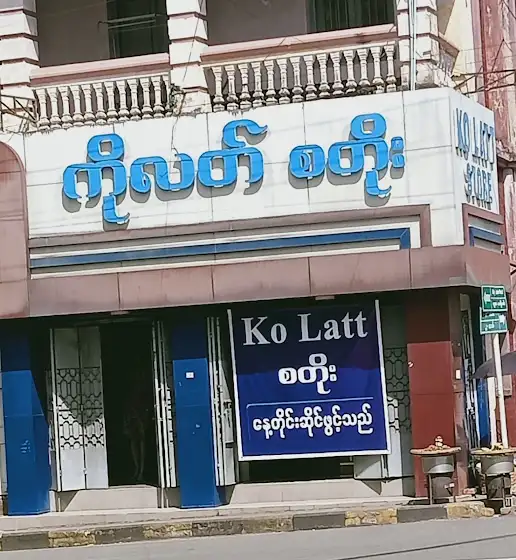 ကိုလတ် စတိုး
KO LATT
STORE
Ko Latt
စတိုး
နေ့တိုင်းဆိုင်ဖွင့်သည်